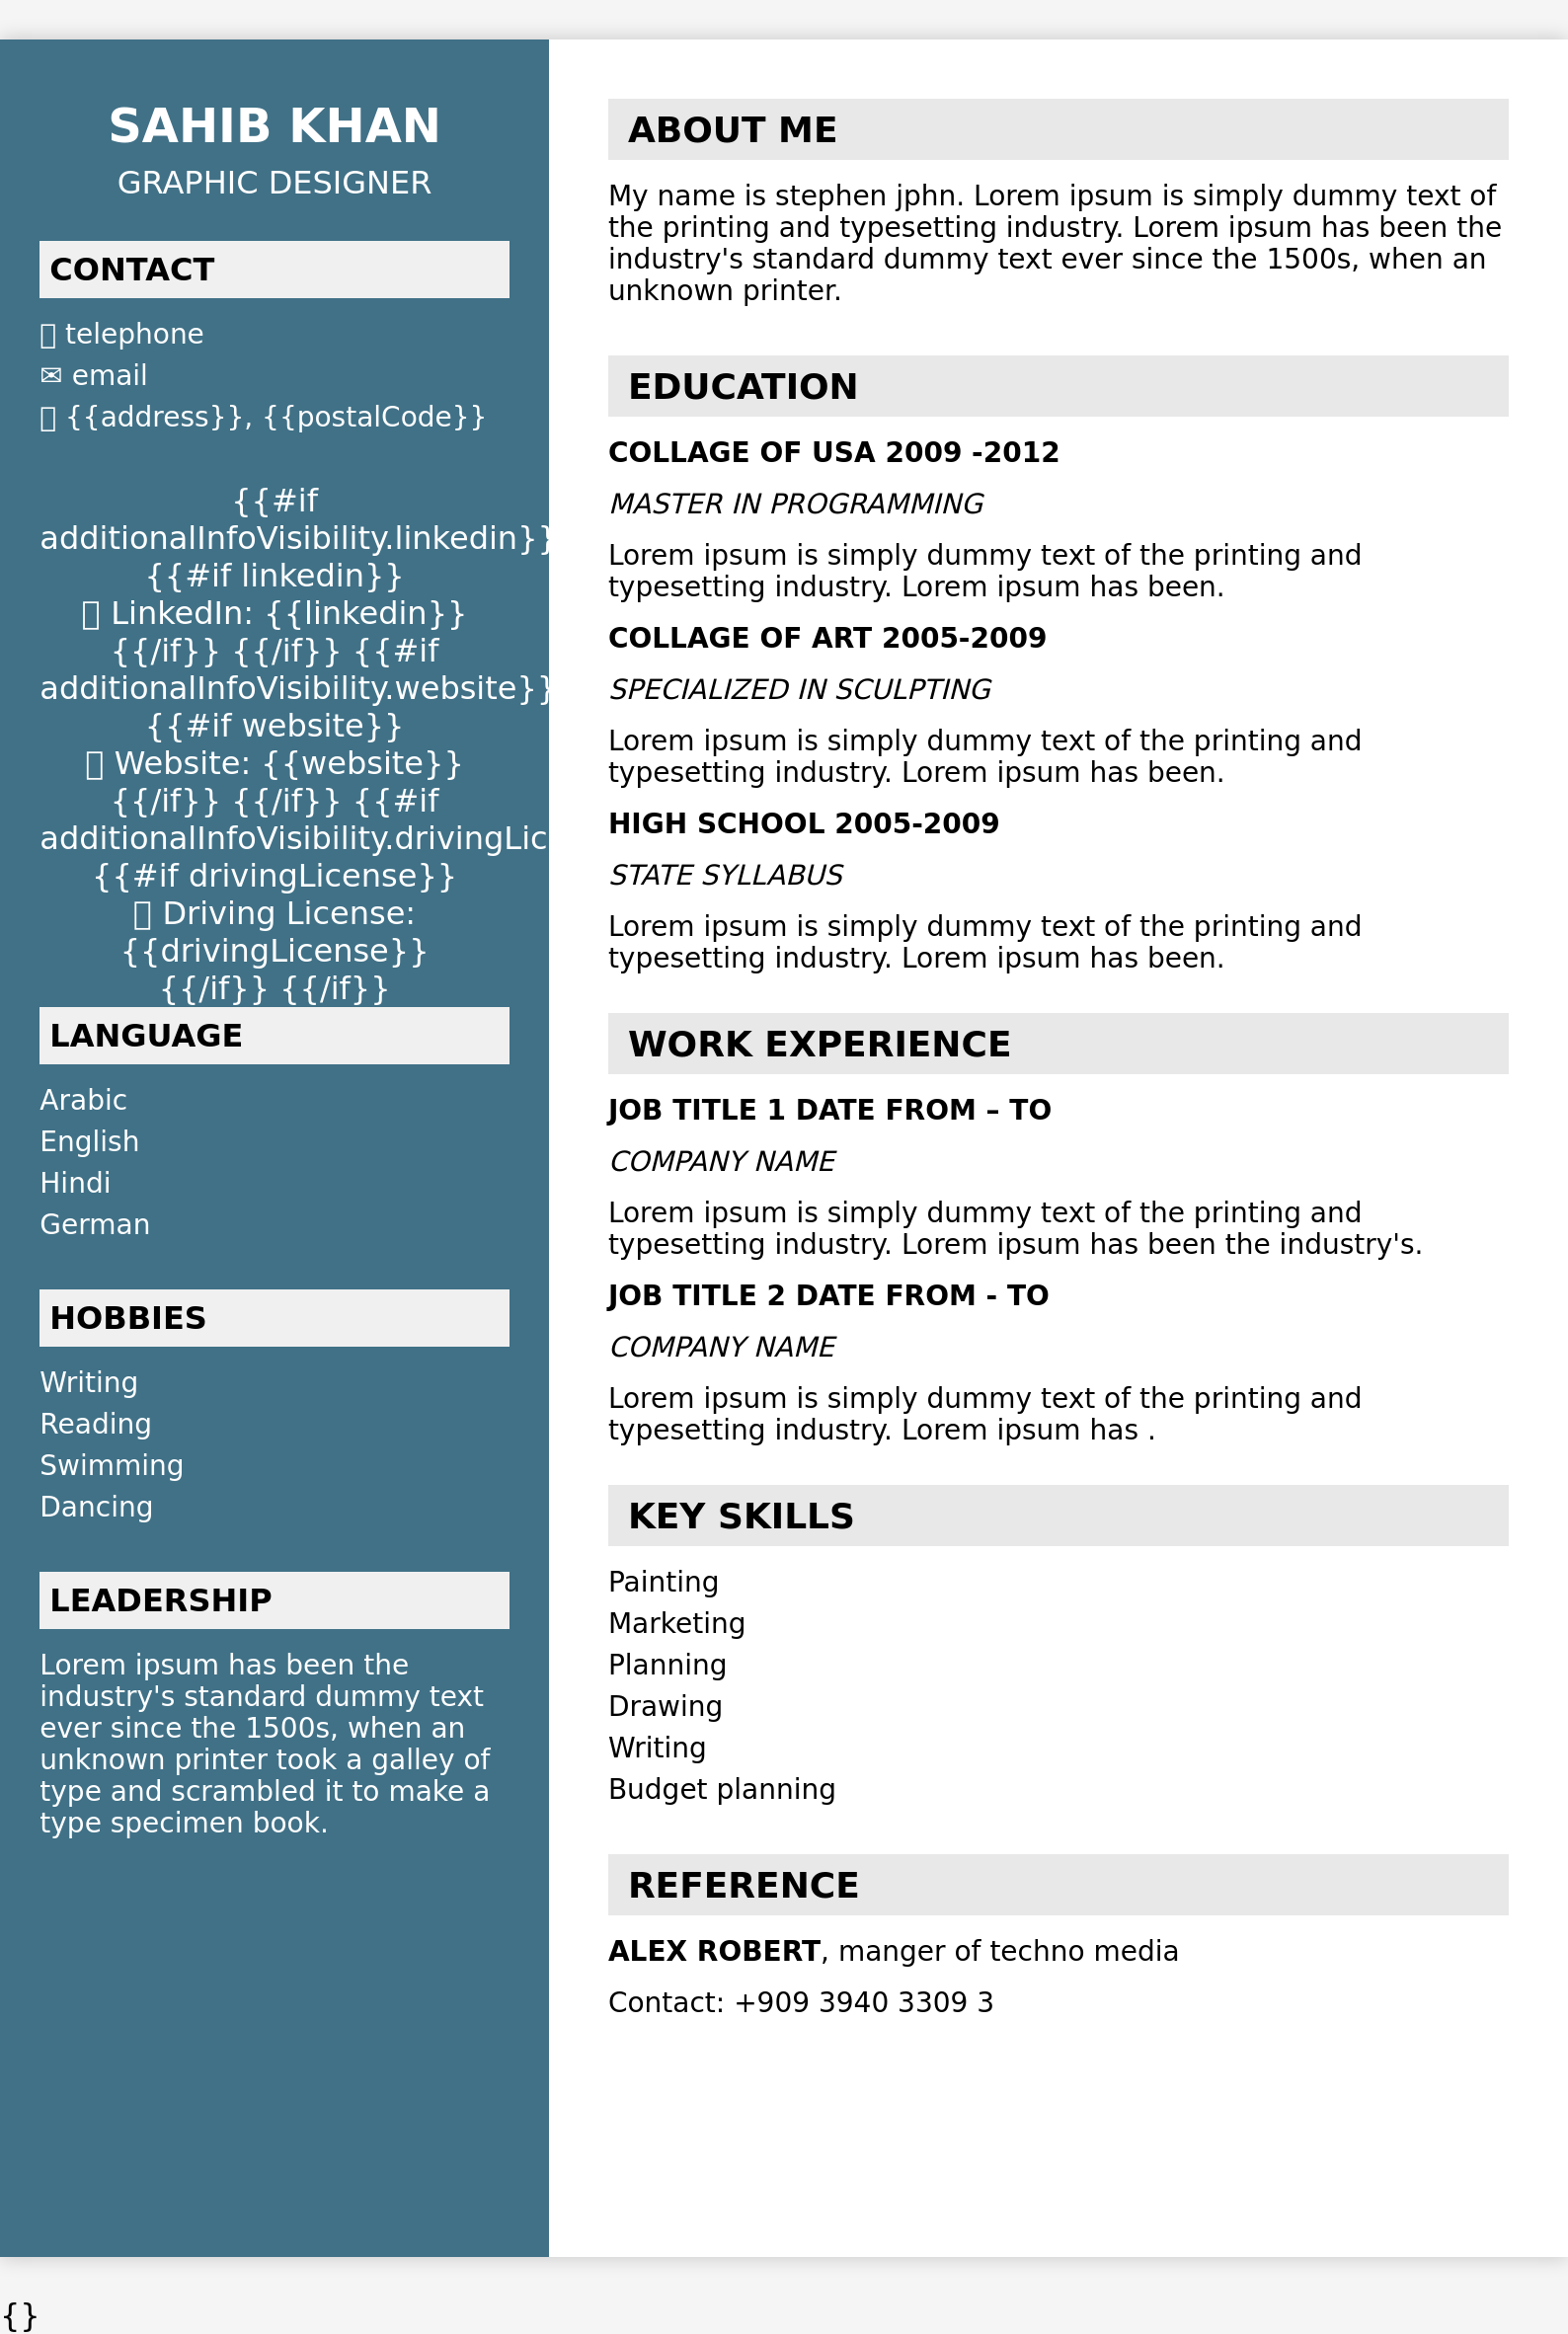 SAHIB KHAN
GRAPHIC DESIGNER
CONTACT
telephone
✉ email
{{address}}, {{postalCode}}
{{#if
additionalInfoVisibility.linkedin}}
{{#if linkedin}}
LinkedIn: {{linkedin}}
{{/if}} {{/if}} {{#if
additionalInfoVisibility.website}}
{{#if website}}
Website: {{website}}
{{/if}} {{/if}} {{#if
additionalInfoVisibility.drivingLic
{{#if drivingLicense}}
Driving License:
{{drivingLicense}}
{{/if}} {{/if}}
LANGUAGE
Arabic
English
Hindi
German
HOBBIES
Writing
Reading
Swimming
Dancing
LEADERSHIP
Lorem ipsum has been the
industry's standard dummy text
ever since the 1500s, when an
unknown printer took a galley of
type and scrambled it to make a
type specimen book.
ABOUT ME
My name is stephen jphn. Lorem ipsum is simply dummy text of
the printing and typesetting industry. Lorem ipsum has been the
industry's standard dummy text ever since the 1500s, when an
unknown printer.
EDUCATION
COLLAGE OF USA 2009 -2012
MASTER IN PROGRAMMING
Lorem ipsum is simply dummy text of the printing and
typesetting industry. Lorem ipsum has been.
COLLAGE OF ART 2005-2009
SPECIALIZED IN SCULPTING
Lorem ipsum is simply dummy text of the printing and
typesetting industry. Lorem ipsum has been.
HIGH SCHOOL 2005-2009
STATE SYLLABUS
Lorem ipsum is simply dummy text of the printing and
typesetting industry. Lorem ipsum has been.
WORK EXPERIENCE
JOB TITLE 1 DATE FROM – TO
COMPANY NAME
Lorem ipsum is simply dummy text of the printing and
typesetting industry. Lorem ipsum has been the industry's.
JOB TITLE 2 DATE FROM - TO
COMPANY NAME
Lorem ipsum is simply dummy text of the printing and
typesetting industry. Lorem ipsum has .
KEY SKILLS
Painting
Marketing
Planning
Drawing
Writing
Budget planning
REFERENCE
ALEX ROBERT, manger of techno media
Contact: +909 3940 3309 3
{}